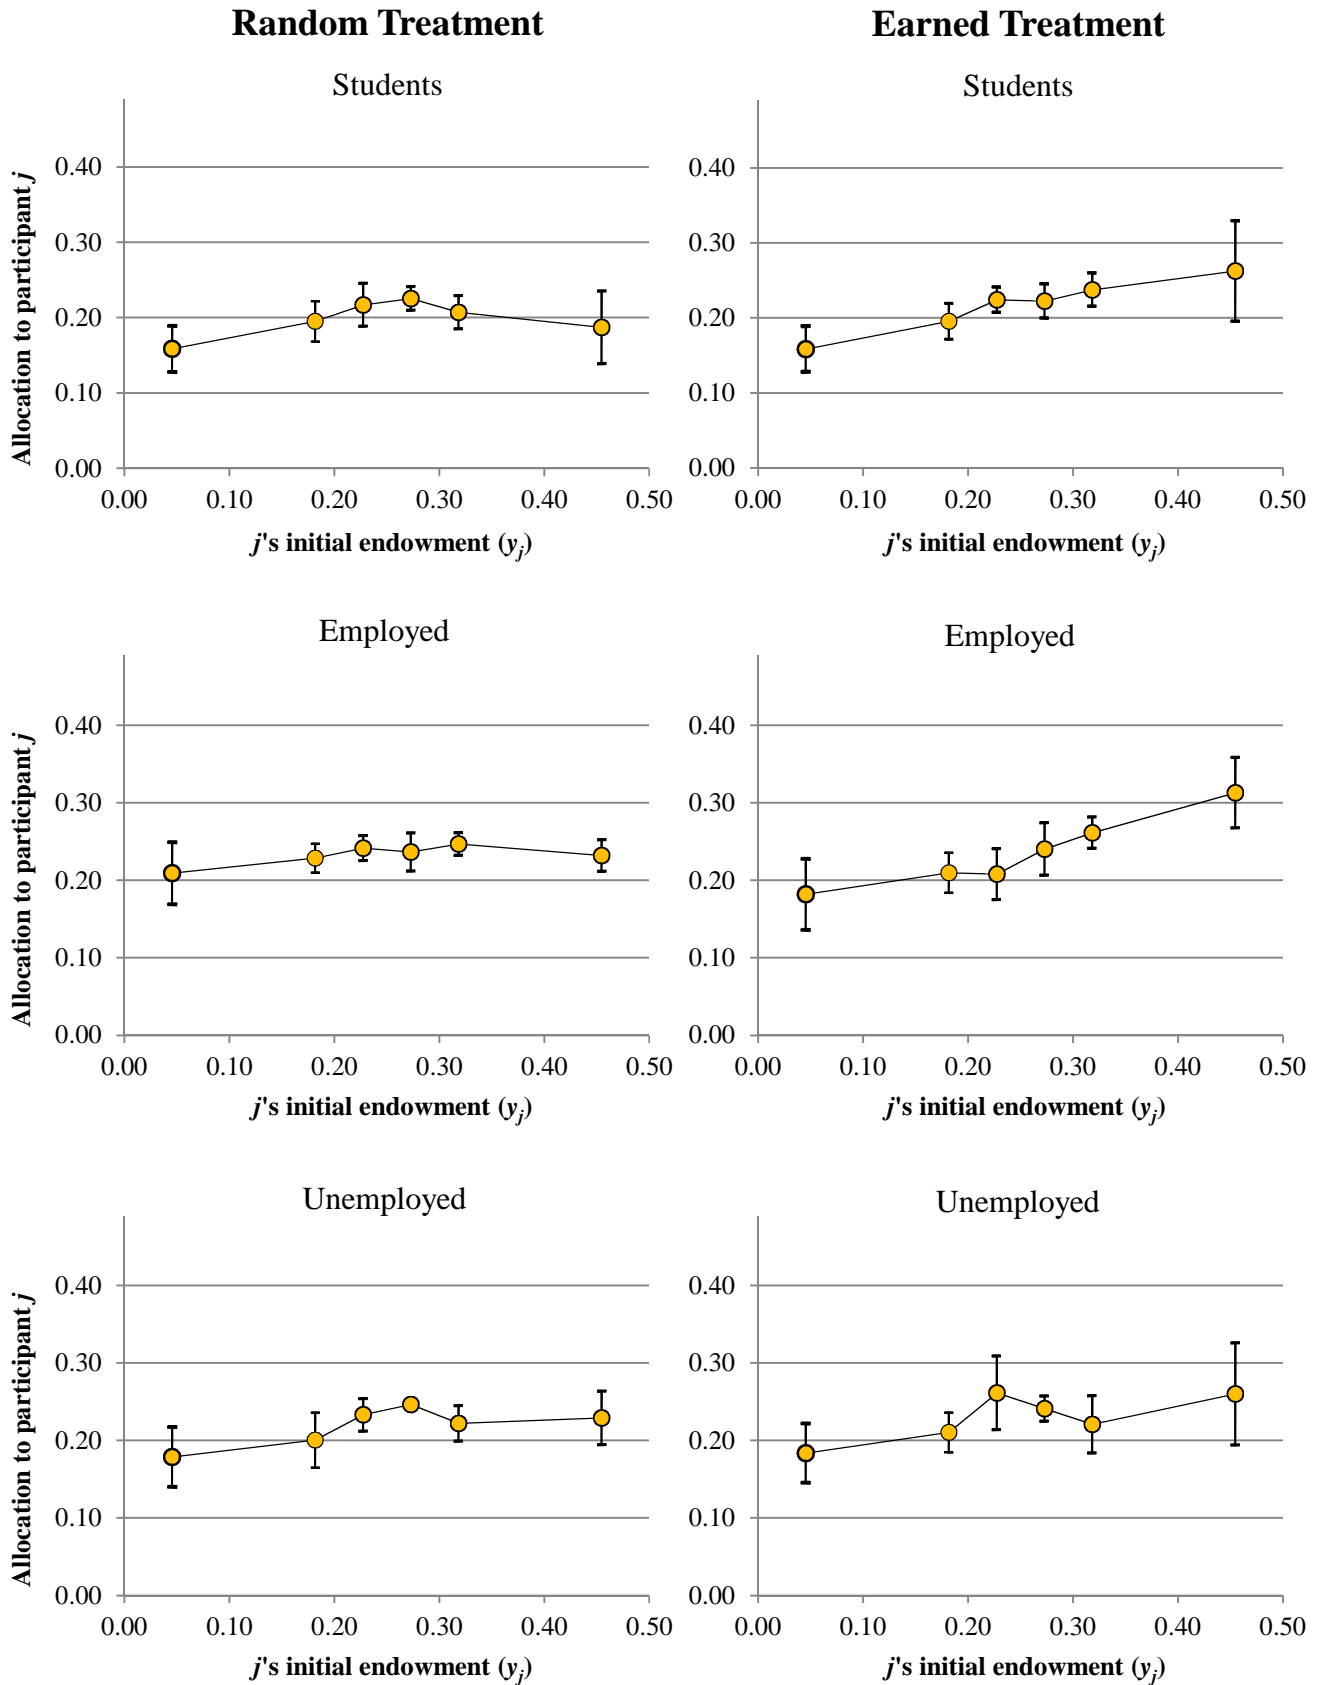 Random Treatment
Earned Treatment
Students
Allocation to participant j
0.40
0.30
0.20
0.10
0.00
0.00 0.10 0.20 0.30 0.40 0.50
j's initial endowment (yj)
Students
0.40
0.30
0.20
0.10
0.00
0.00 0.10 0.20 0.30 0.40 0.50
j's initial endowment (yj)
Employed
Allocation to participant j
0.40
0.30
0.20
0.10
0.00
0.00 0.10 0.20 0.30 0.40 0.50
j's initial endowment (yj)
Employed
0.40
0.30
0.20
0.10
0.00
0.00 0.10 0.20 0.30 0.40 0.50
j's initial endowment (yj)
Unemployed
Allocation to participant j
0.40
0.30
0.20
0.10
0.00
0.00 0.10 0.20 0.30 0.40 0.50
j's initial endowment (yj)
Unemployed
0.40
0.30
0.20
0.10
0.00
0.00 0.10 0.20 0.30 0.40 0.50
j's initial endowment (yj)